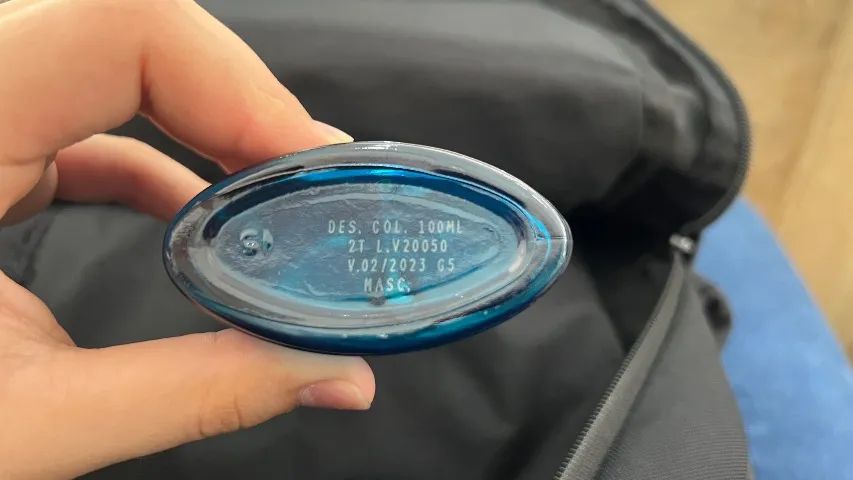 DES. COL. 100ML
2T L.V20050
V.02/2023 G5
MASC.